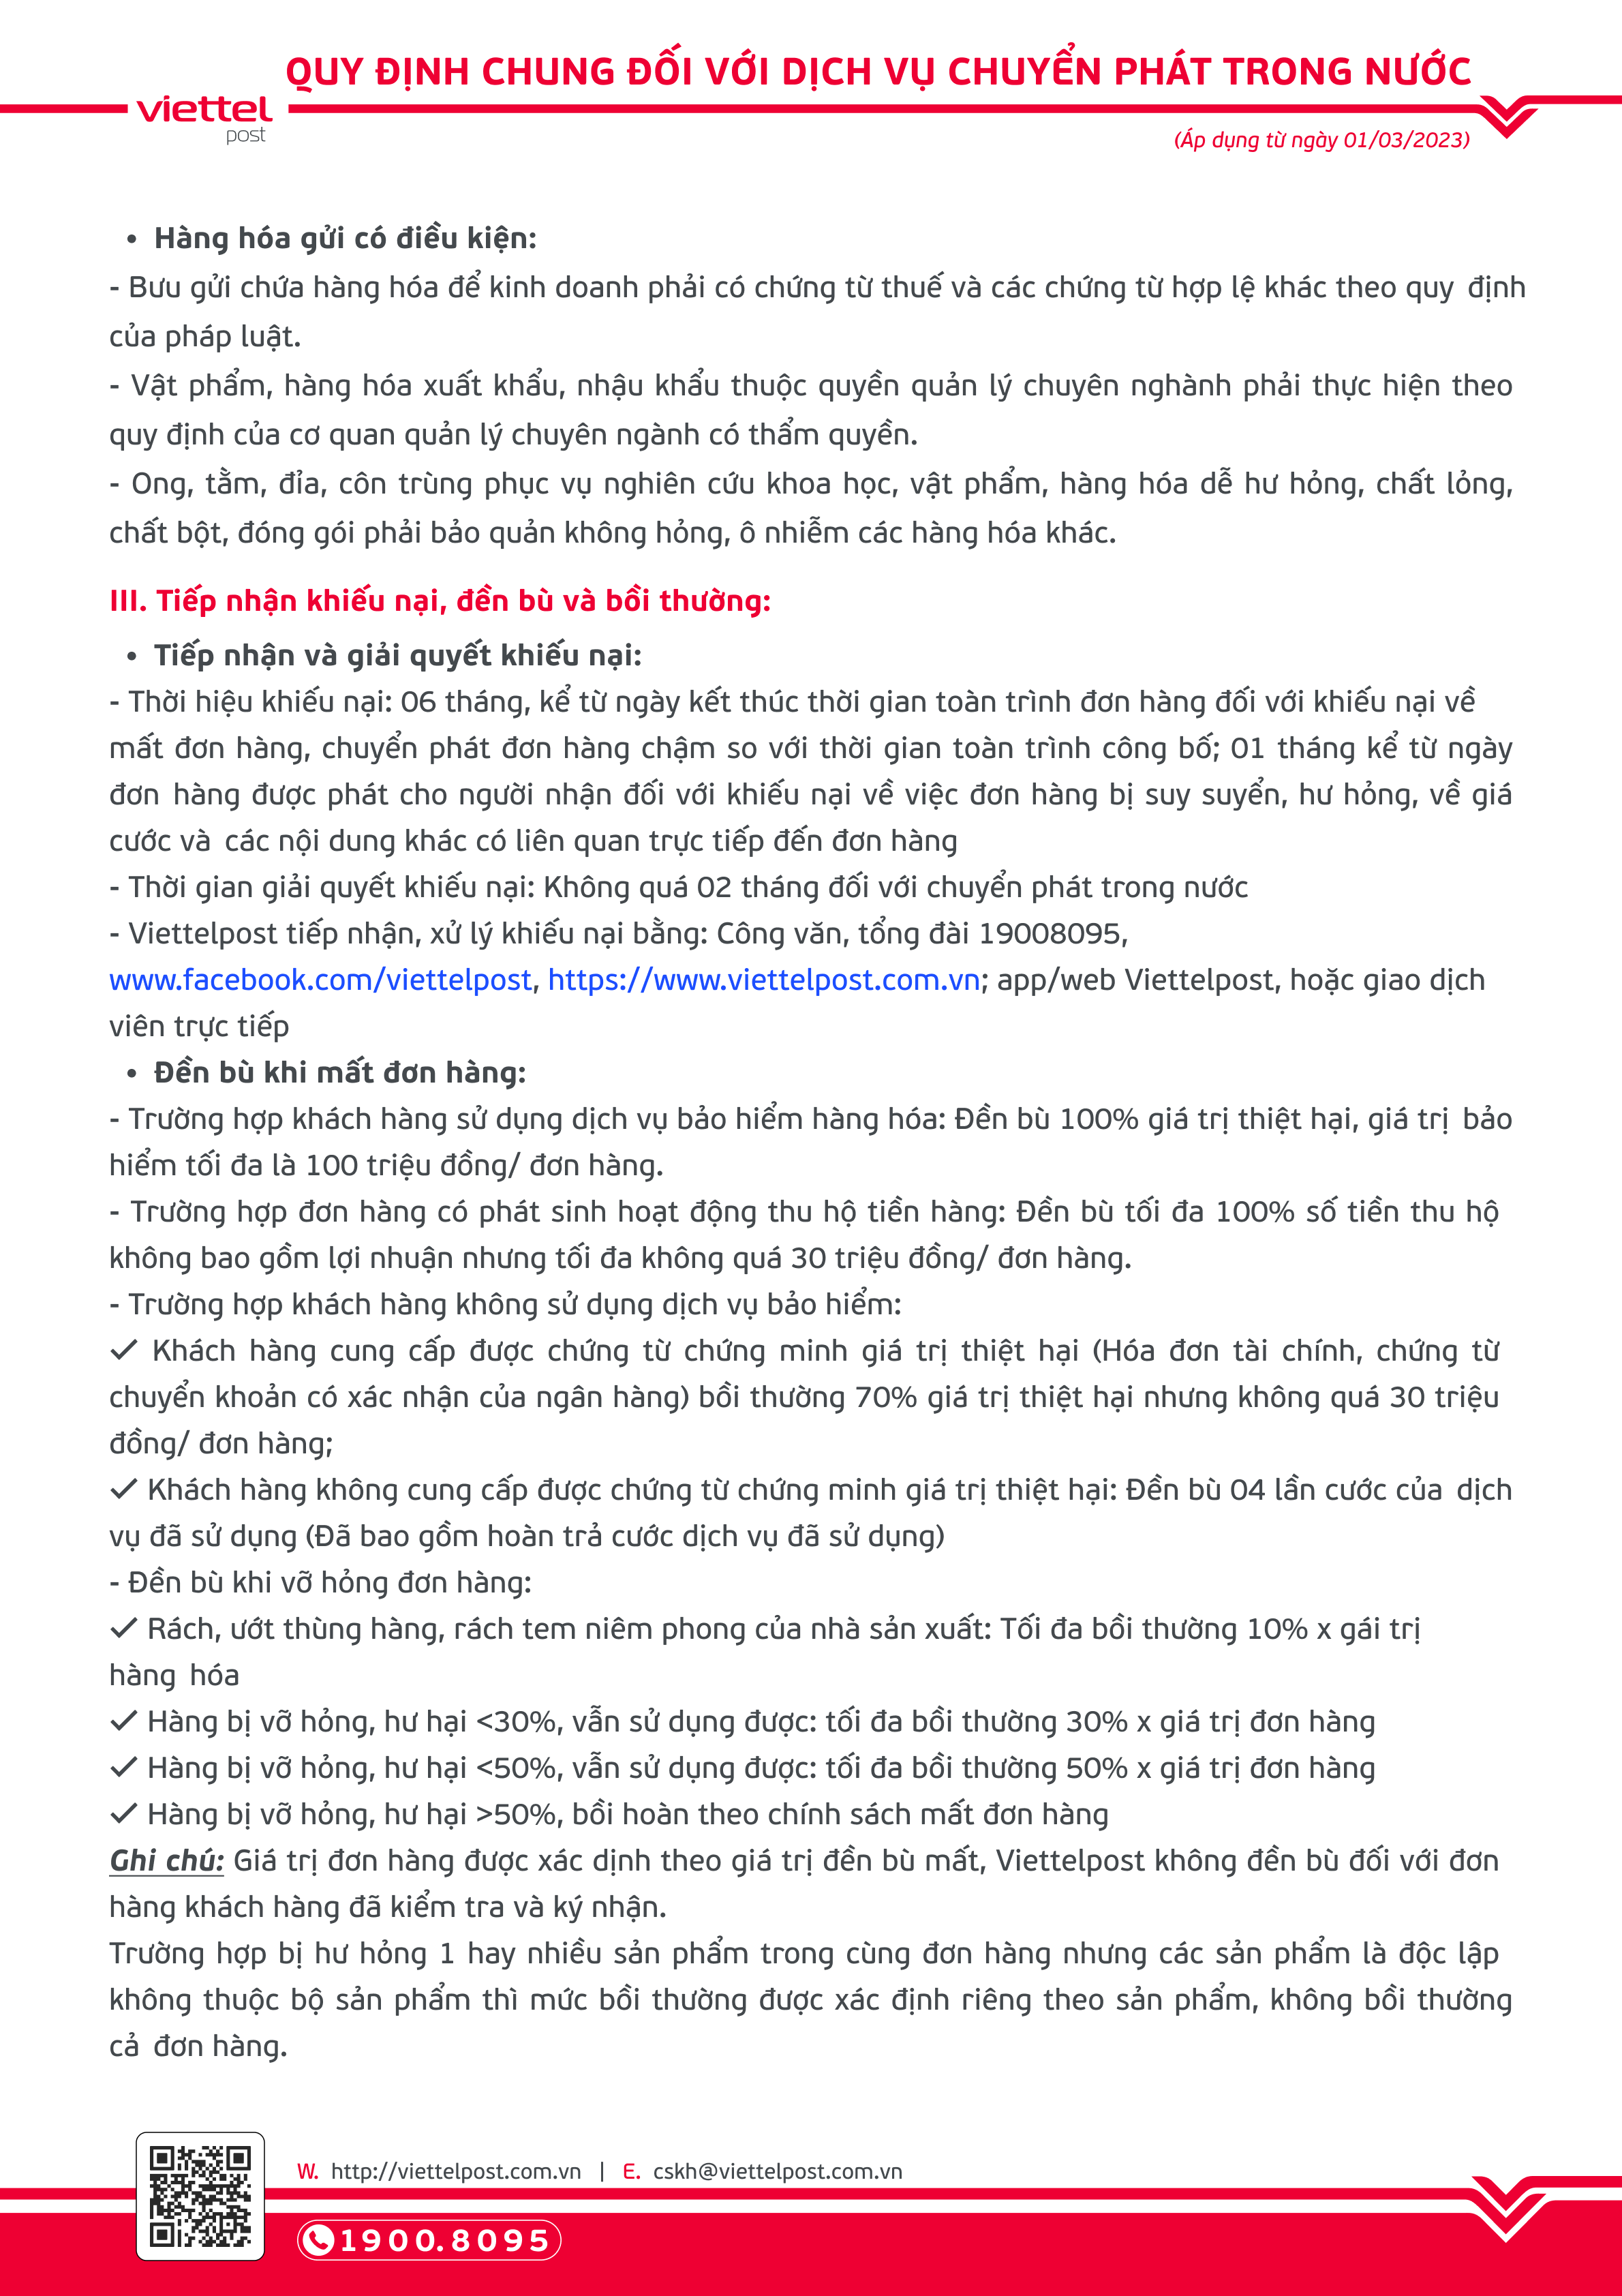 QUY ĐỊNH CHUNG ĐỐI VỚI DỊCH VỤ CHUYỂN PHÁT TRONG NƯỚC
viettel
post
(Áp dụng từ ngày 01/03/2023)
• Hàng hóa gửi có điều kiện:
- Bưu gửi chứa hàng hóa để kinh doanh phải có chứng từ thuế và các chứng từ hợp lệ khác theo quy định
của pháp luật.
- Vật phẩm, hàng hóa xuất khẩu, nhậu khẩu thuộc quyền quản lý chuyên nghành phải thực hiện theo
quy định của cơ quan quản lý chuyên ngành có thẩm quyền.
- Ong, tằm, đỉa, côn trùng phục vụ nghiên cứu khoa học, vật phẩm, hàng hóa dễ hư hỏng, chất lỏng,
chất bột, đóng gói phải bảo quản không hỏng, ô nhiễm các hàng hóa khác.
III. Tiếp nhận khiếu nại, đền bù và bồi thường:
• Tiếp nhận và giải quyết khiếu nại:
- Thời hiệu khiếu nại: 06 tháng, kể từ ngày kết thúc thời gian toàn trình đơn hàng đối với khiếu nại về
mất đơn hàng, chuyển phát đơn hàng chậm so với thời gian toàn trình công bố; 01 tháng kể từ ngày
đơn hàng được phát cho người nhận đối với khiếu nại về việc đơn hàng bị suy suyển, hư hỏng, về giá
cước và các nội dung khác có liên quan trực tiếp đến đơn hàng
- Thời gian giải quyết khiếu nại: Không quá 02 tháng đối với chuyển phát trong nước
- Viettelpost tiếp nhận, xử lý khiếu nại bằng: Công văn, tổng đài 19008095,
www.facebook.com/viettelpost, https://www.viettelpost.com.vn; app/web Viettelpost, hoặc giao dịch
viên trực tiếp
• Đền bù khi mất đơn hàng:
- Trường hợp khách hàng sử dụng dịch vụ bảo hiểm hàng hóa: Đền bù 100% giá trị thiệt hại, giá trị bảo
hiểm tối đa là 100 triệu đồng/ đơn hàng.
- Trường hợp đơn hàng có phát sinh hoạt động thu hộ tiền hàng: Đền bù tối đa 100% số tiền thu hộ
không bao gồm lợi nhuận nhưng tối đa không quá 30 triệu đồng/ đơn hàng.
- Trường hợp khách hàng không sử dụng dịch vụ bảo hiểm:
✓ Khách hàng cung cấp được chứng từ chứng minh giá trị thiệt hại (Hóa đơn tài chính, chứng từ
chuyển khoản có xác nhận của ngân hàng) bồi thường 70% giá trị thiệt hại nhưng không quá 30 triệu
đồng/ đơn hàng;
✓ Khách hàng không cung cấp được chứng từ chứng minh giá trị thiệt hại: Đền bù 04 lần cước của dịch
vụ đã sử dụng (Đã bao gồm hoàn trả cước dịch vụ đã sử dụng)
- Đền bù khi vỡ hỏng đơn hàng:
✓ Rách, ướt thùng hàng, rách tem niêm phong của nhà sản xuất: Tối đa bồi thường 10% x gái trị
hàng hóa
✓ Hàng bị vỡ hỏng, hư hại <30%, vẫn sử dụng được: tối đa bồi thường 30% x giá trị đơn hàng
✓ Hàng bị vỡ hỏng, hư hại <50%, vẫn sử dụng được: tối đa bồi thường 50% x giá trị đơn hàng
✓ Hàng bị vỡ hỏng, hư hại >50%, bồi hoàn theo chính sách mất đơn hàng
Ghi chú: Giá trị đơn hàng được xác dịnh theo giá trị đền bù mất, Viettelpost không đền bù đối với đơn
hàng khách hàng đã kiểm tra và ký nhận.
Trường hợp bị hư hỏng 1 hay nhiều sản phẩm trong cùng đơn hàng nhưng các sản phẩm là độc lập
không thuộc bộ sản phẩm thì mức bồi thường được xác định riêng theo sản phẩm, không bồi thường
cả đơn hàng.
W. http://viettelpost.com.vn | E. cskh@viettelpost.com.vn
1900.8095